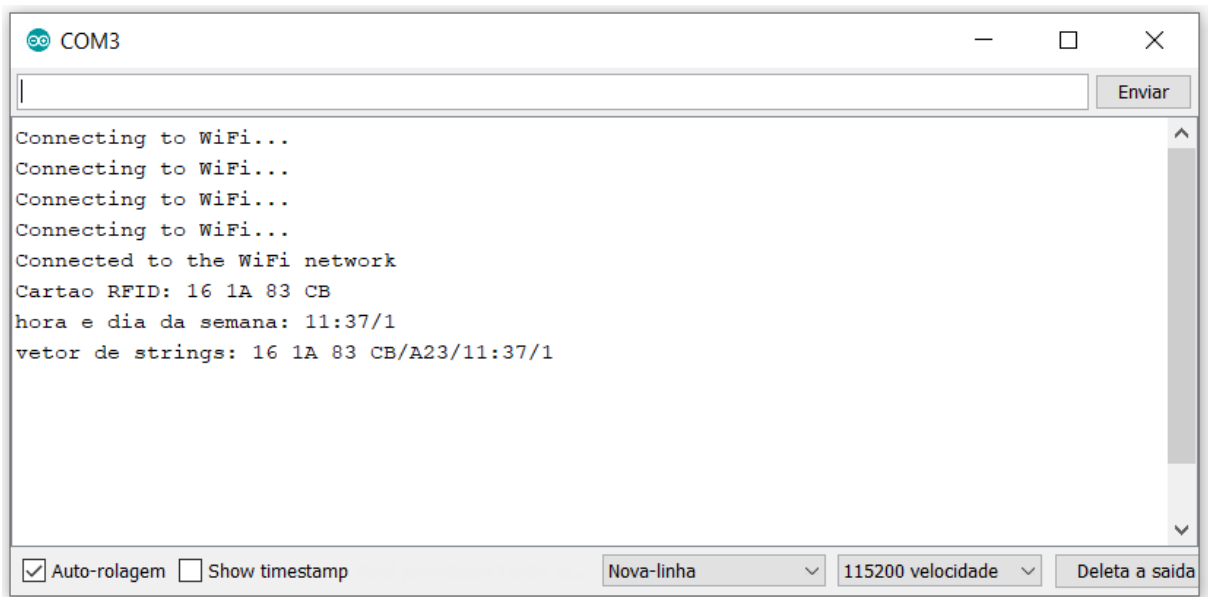 COM3
Enviar
Connecting to WiFi...
Connecting to WiFi...
Connecting to WiFi...
Connecting to WiFi...
Connected to the WiFi network
Cartao RFID: 16 1A 83 CB
hora e dia da semana: 11:37/1
vetor de strings: 16 1A 83 CB/A23/11:37/1
Auto-rolagem Show timestamp Nova-linha 115200 velocidade Deleta a saida